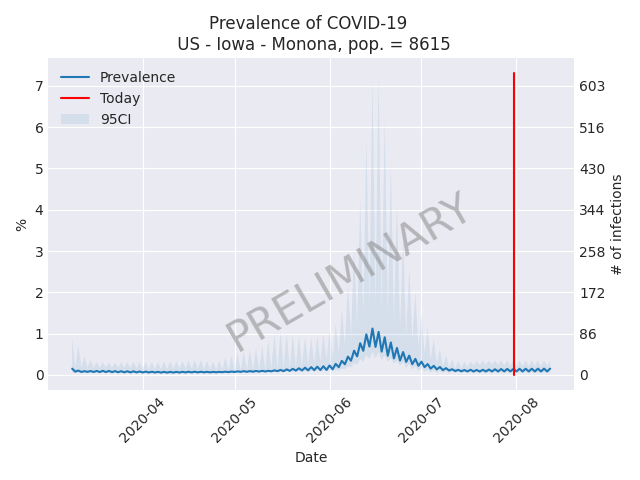 Prevalence of COVID-19
US - Iowa - Monona, pop. = 8615
Prevalence
Today
95CI
7
6
5
4
3
2
1
0
%
603
516
430
344
258
172
86
0
# of infections
PRELIMINARY
2020-04
2020-05
2020-06
2020-07
2020-08
Date